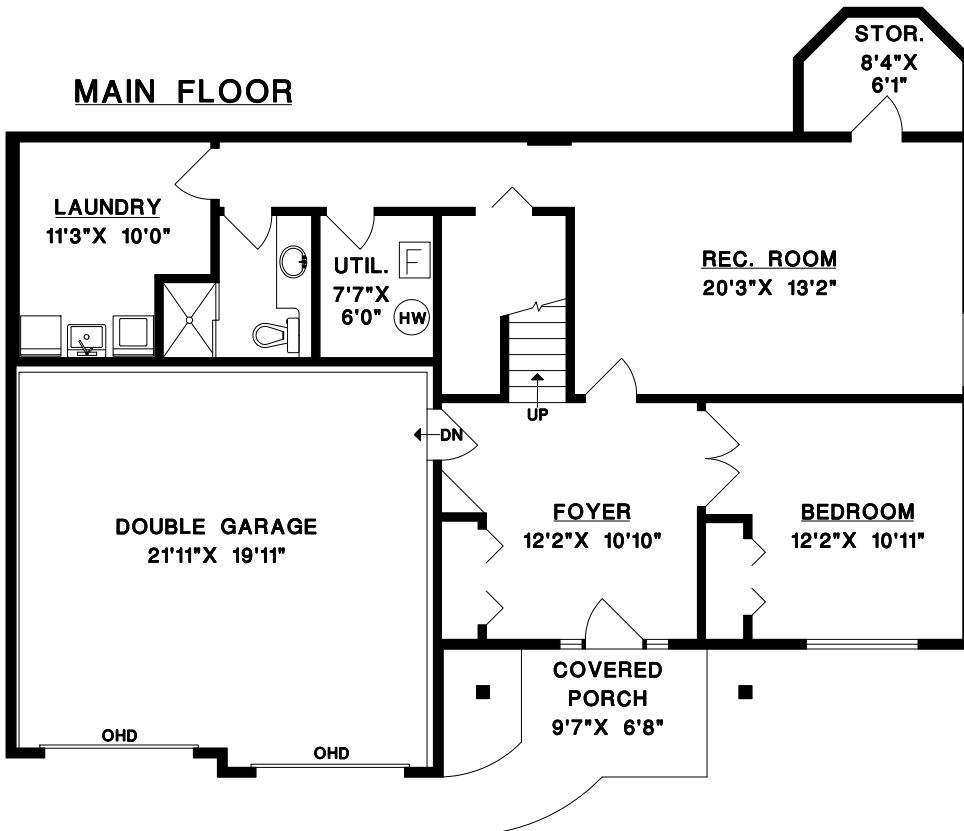 STOR.
8'4"X
6'1"
MAIN FLOOR
LAUNDRY
11'3"X 10'0"
UTIL.
7'7"X
6'0"
F
HW
REC. ROOM
20'3"X 13'2"
UP
DN
DOUBLE GARAGE
21'11"X 19'11"
FOYER
12'2"X 10'10"
BEDROOM
12'2"X 10'11"
COVERED
PORCH
9'7"X 6'8"
OHD
OHD